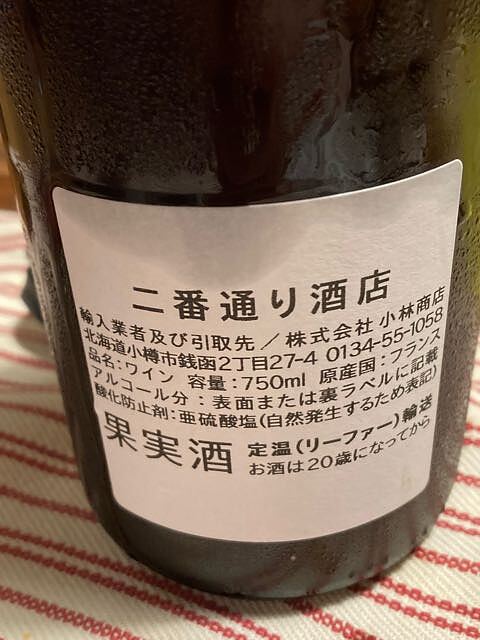 二番通り酒店
輸入業者及び引取先／株式会社 小林商店
北海道小樽市銭函2丁目27-4 0134-55-1058
品名：ワイン 容量：750ml 原産国：フランス
アルコール分：表面または裏ラベルに記載
酸化防止剤：亜硫酸塩(自然発生するため表記)
果実酒 定温(リーファー)輸送
お酒は20歳になってから